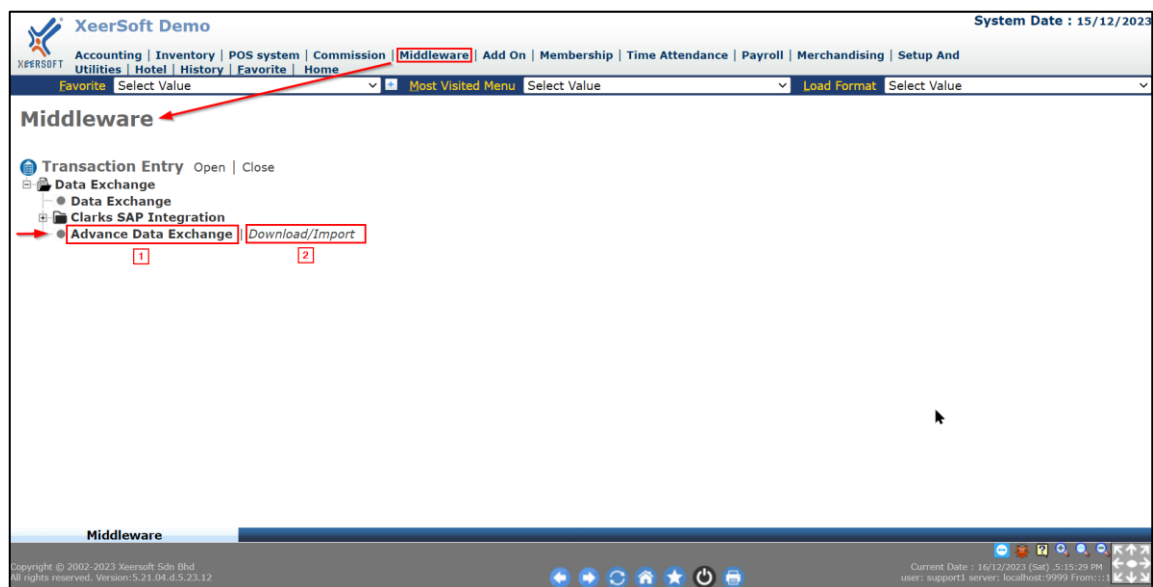 XeerSoft Demo
System Date : 15/12/2023
XEERSOFT
Accounting | Inventory | POS system | Commission | Middleware | Add On | Membership | Time Attendance | Payroll | Merchandising | Setup And
Utilities | Hotel | History | Favorite | Home
Favorite Select Value Most Visited Menu Select Value Load Format Select Value
Middleware
Transaction Entry Open | Close
Data Exchange
Data Exchange
Clarks SAP Integration
Advance Data Exchange | Download/Import
1 2
Middleware
Copyright © 2002-2023 Xeersoft Sdn Bhd
All rights reserved. Version:5.21.04.d.5.23.12
Current Date : 16/12/2023 (Sat) .5:15:29 PM
user: support1 server: localhost:9999 From:::1